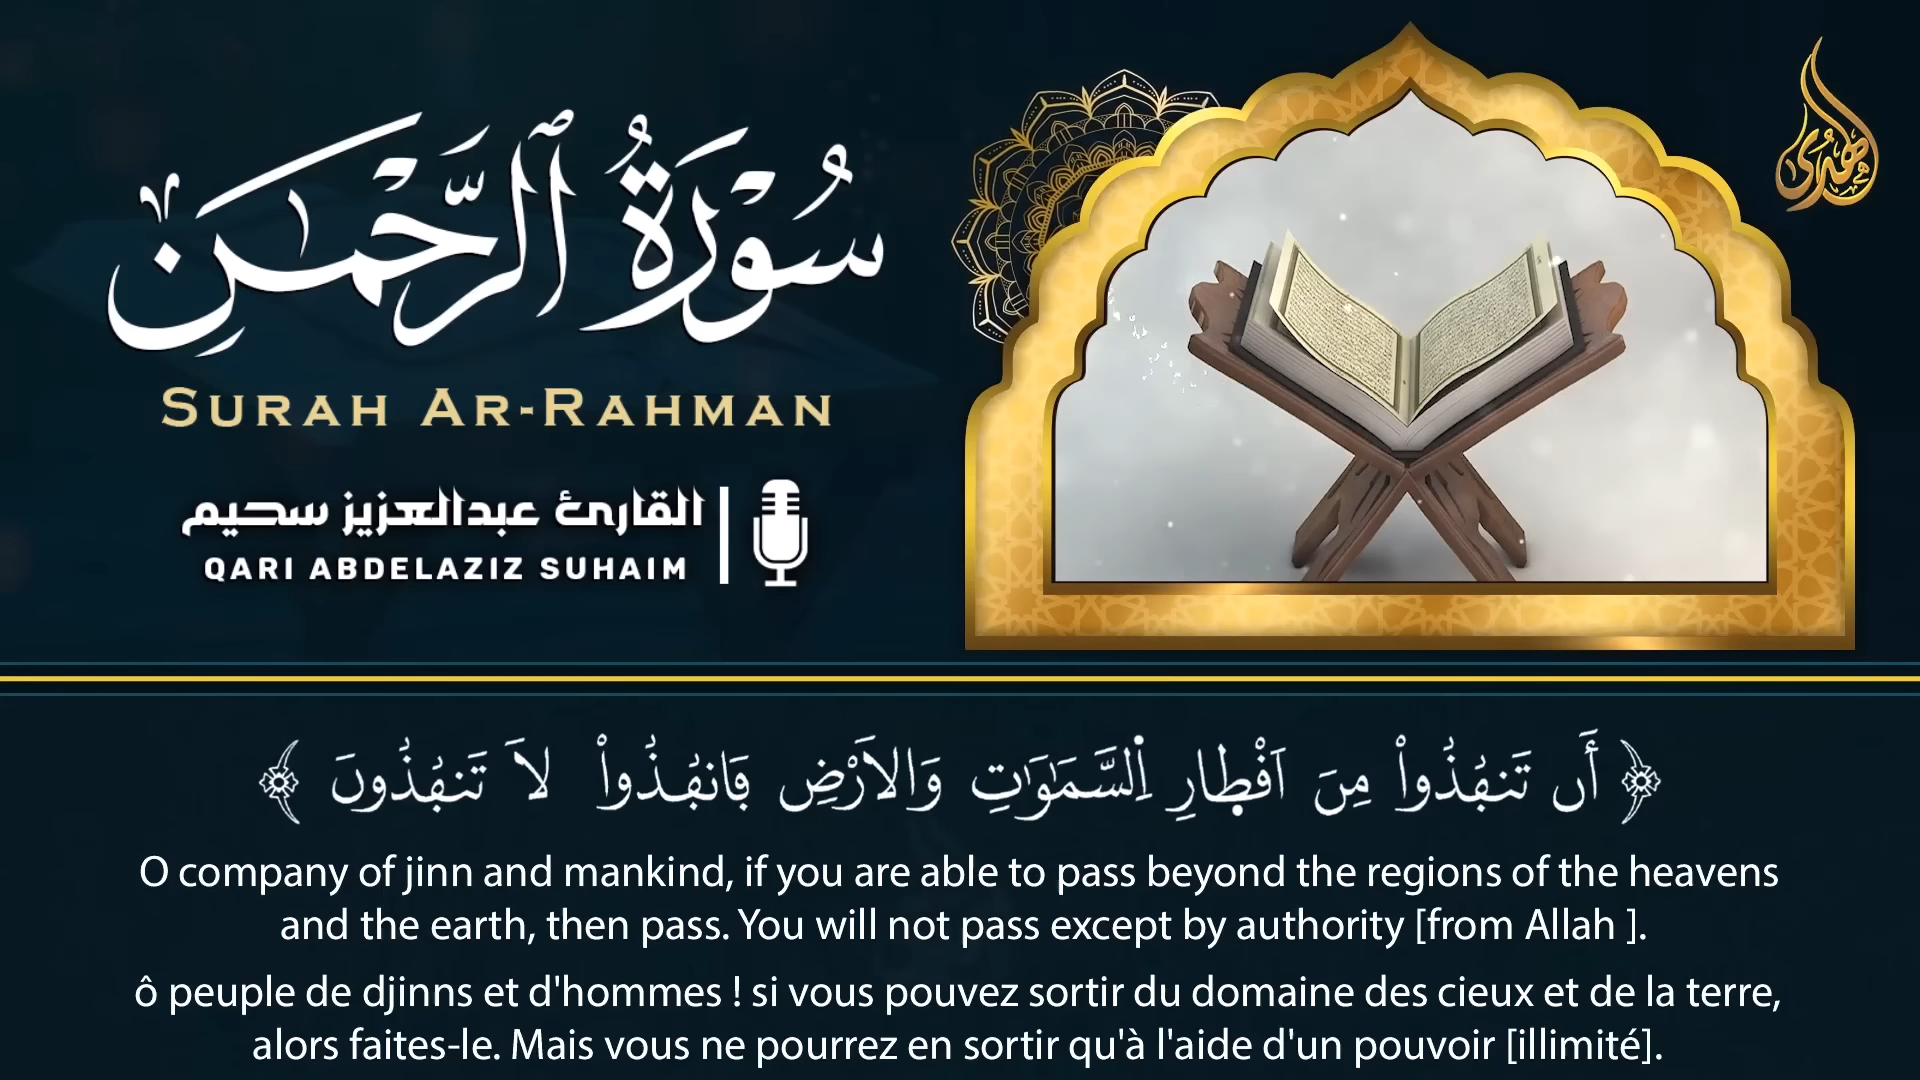 سُورَةُ ٱلرَّحْمَٰنِ
SURAH AR-RAHMAN
القارئ عبدالعزيز سحيم
QARI ABDELAZIZ SUHAIM
الهدى
﴿ أَن تَنفُذُواْ مِنَ اَقْطِارِ اِ۬لسَّمَٰوَٰتِ وَالَارْضِ فَانفُذُواْ لَا تَنفُذُونَ ﴾
O company of jinn and mankind, if you are able to pass beyond the regions of the heavens
and the earth, then pass. You will not pass except by authority [from Allah ].
ô peuple de djinns et d'hommes ! si vous pouvez sortir du domaine des cieux et de la terre,
alors faites-le. Mais vous ne pourrez en sortir qu'à l'aide d'un pouvoir [illimité].